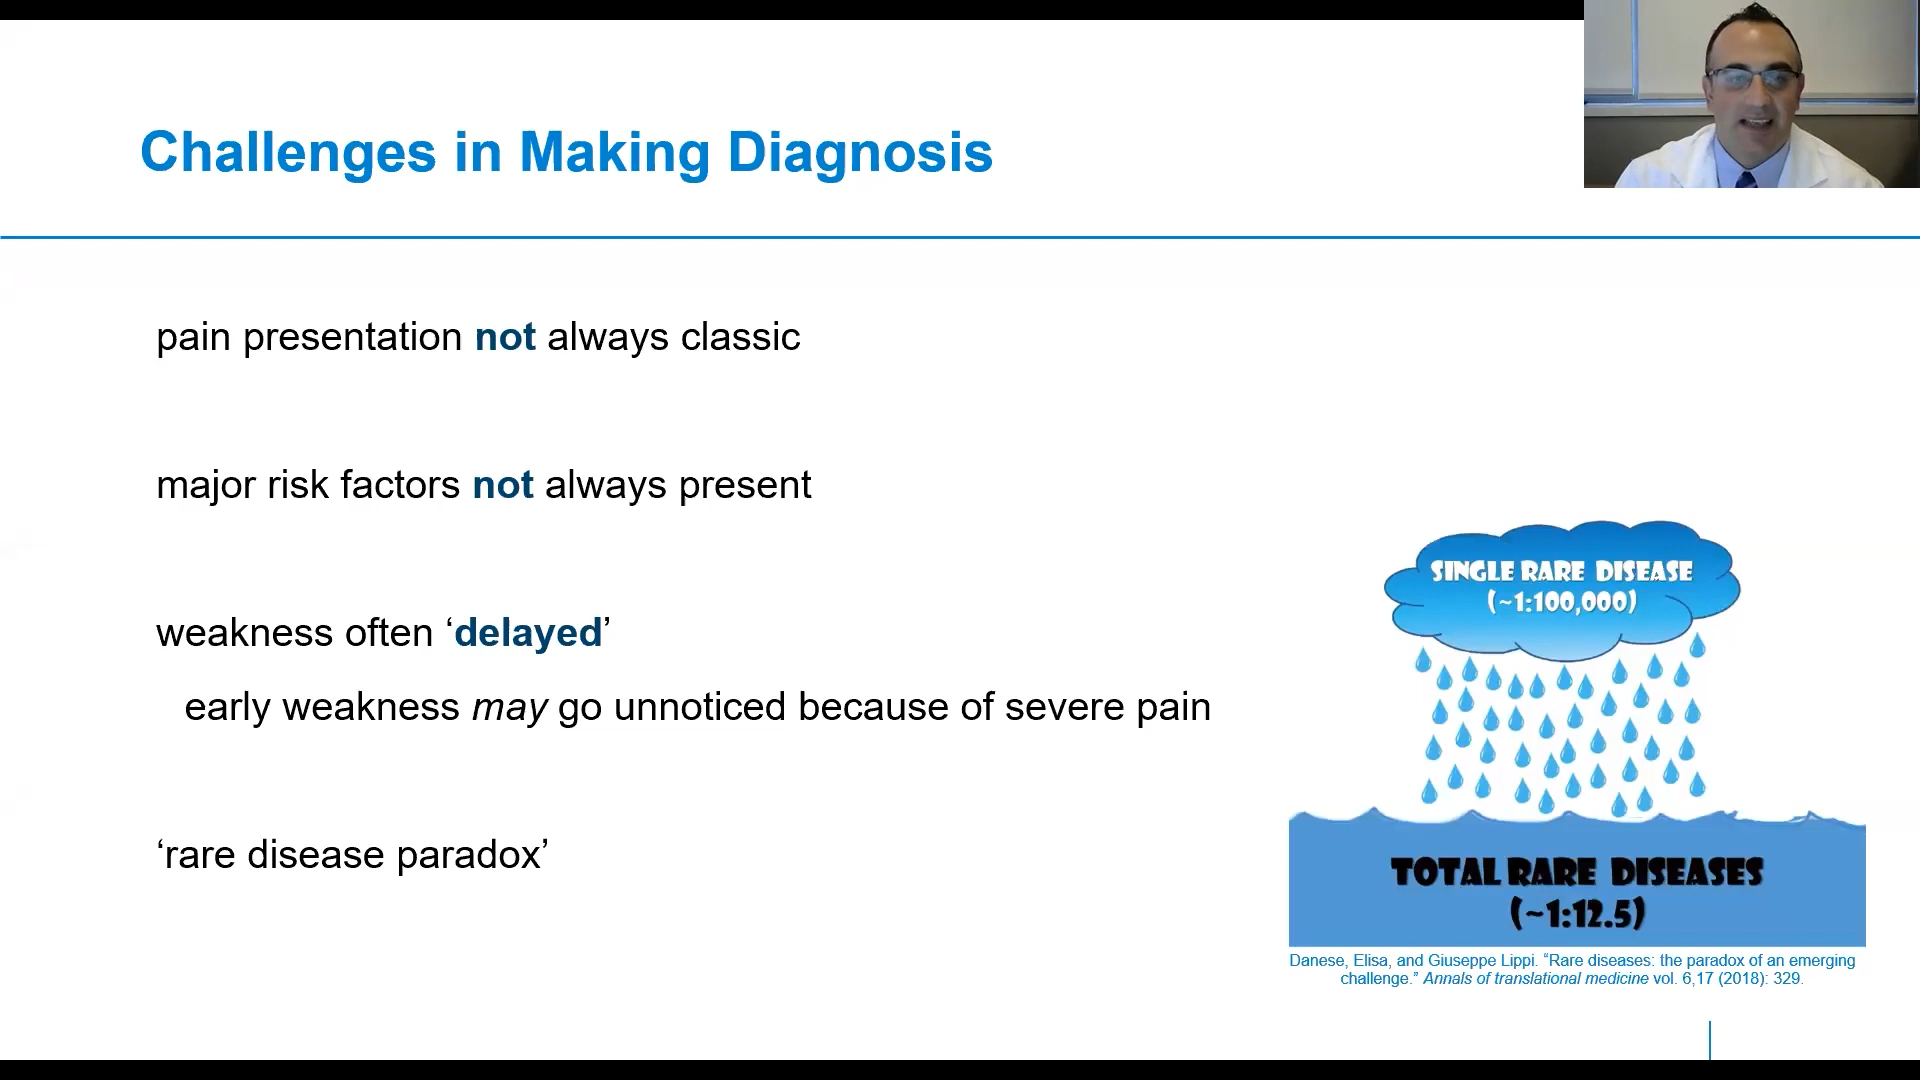 Challenges in Making Diagnosis
pain presentation not always classic
major risk factors not always present
weakness often ‘delayed’
early weakness may go unnoticed because of severe pain
‘rare disease paradox’
SINGLE RARE DISEASE
(~1:100,000)
TOTAL RARE DISEASES
(~1:12.5)
Danese, Elisa, and Giuseppe Lippi. “Rare diseases: the paradox of an emerging
challenge.” Annals of translational medicine vol. 6,17 (2018): 329.